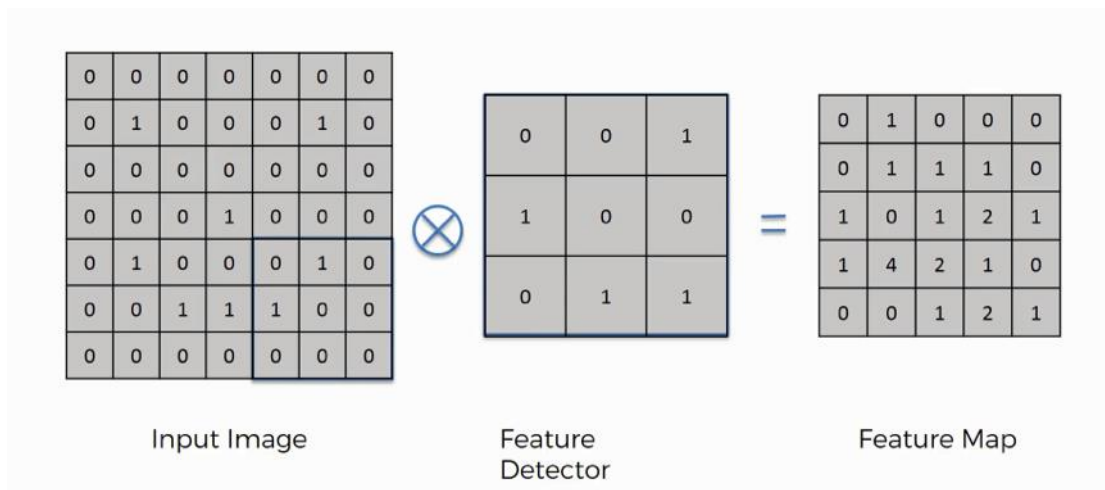 0 0 0 0 0 0 0
0 1 0 0 0 1 0
0 0 0 0 0 0 0
0 0 0 1 0 0 0
0 1 0 0 0 1 0
0 0 1 1 1 0 0
0 0 0 0 0 0 0
0 0 1
1 0 0
0 1 1
=
0 1 0 0 0
0 1 1 1 0
1 0 1 2 1
1 4 2 1 0
0 0 1 2 1
Input Image
Feature
Detector
Feature Map